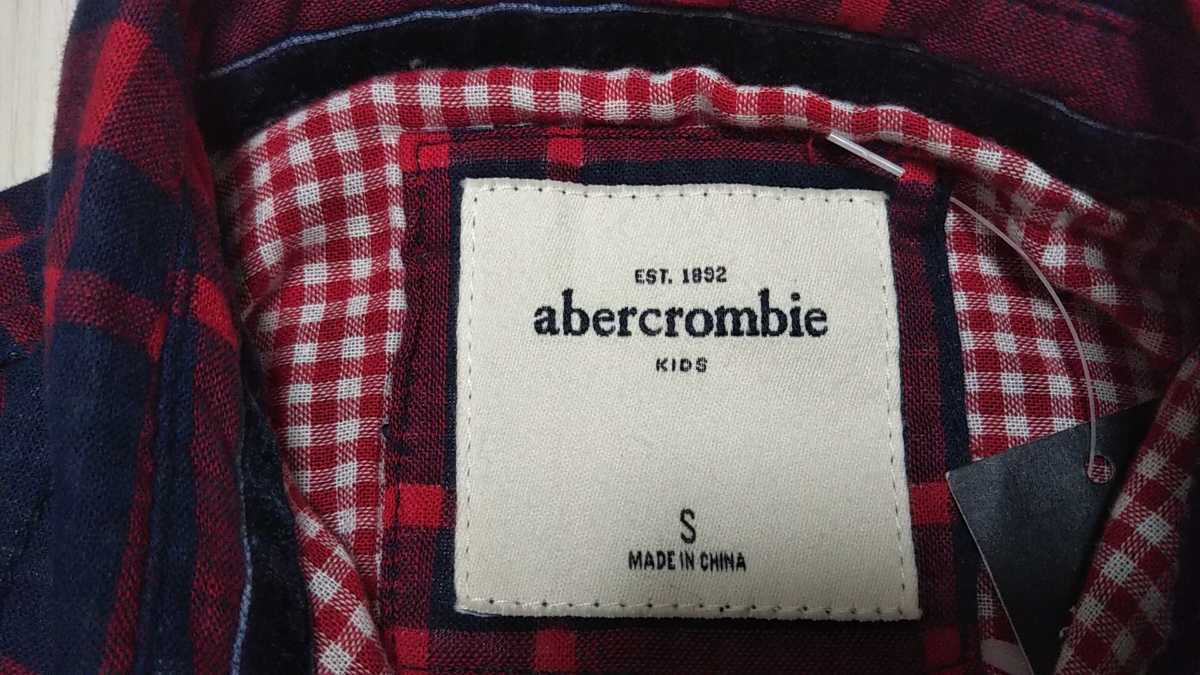 EST. 1892
abercrombie
KIDS
S
MADE IN CHINA